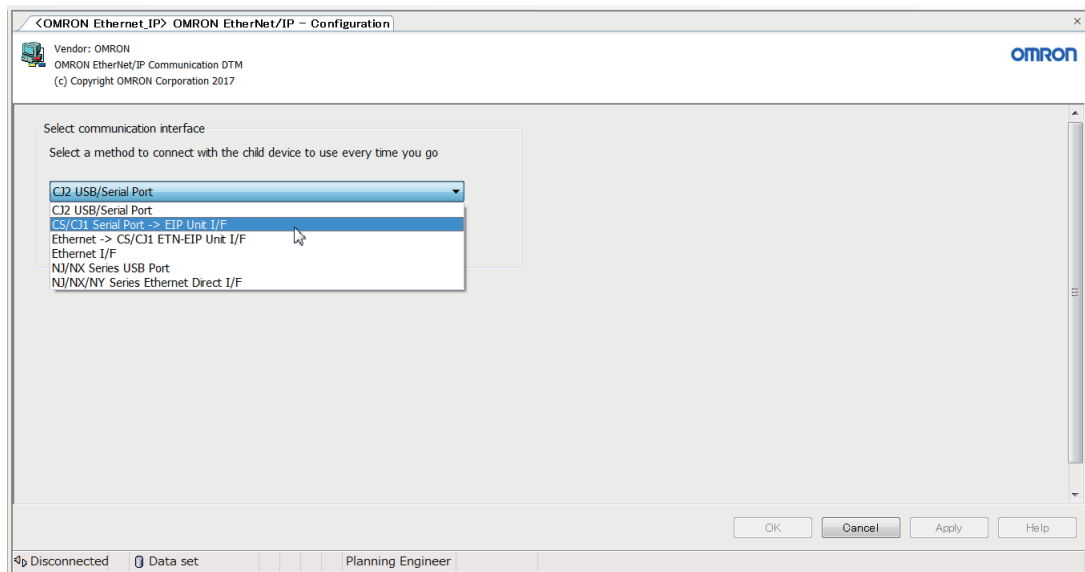 <OMRON Ethernet_IP> OMRON EtherNet/IP - Configuration
Vendor: OMRON
OMRON EtherNet/IP Communication DTM
(c) Copyright OMRON Corporation 2017
OMRON
Select communication interface
Select a method to connect with the child device to use every time you go
CJ2 USB/Serial Port
CJ2 USB/Serial Port
CS/CJ1 Serial Port -> EIP Unit I/F
Ethernet -> CS/CJ1 ETN-EIP Unit I/F
Ethernet I/F
NJ/NX Series USB Port
NJ/NX/NY Series Ethernet Direct I/F
OK Cancel Apply Help
Disconnected Data set Planning Engineer